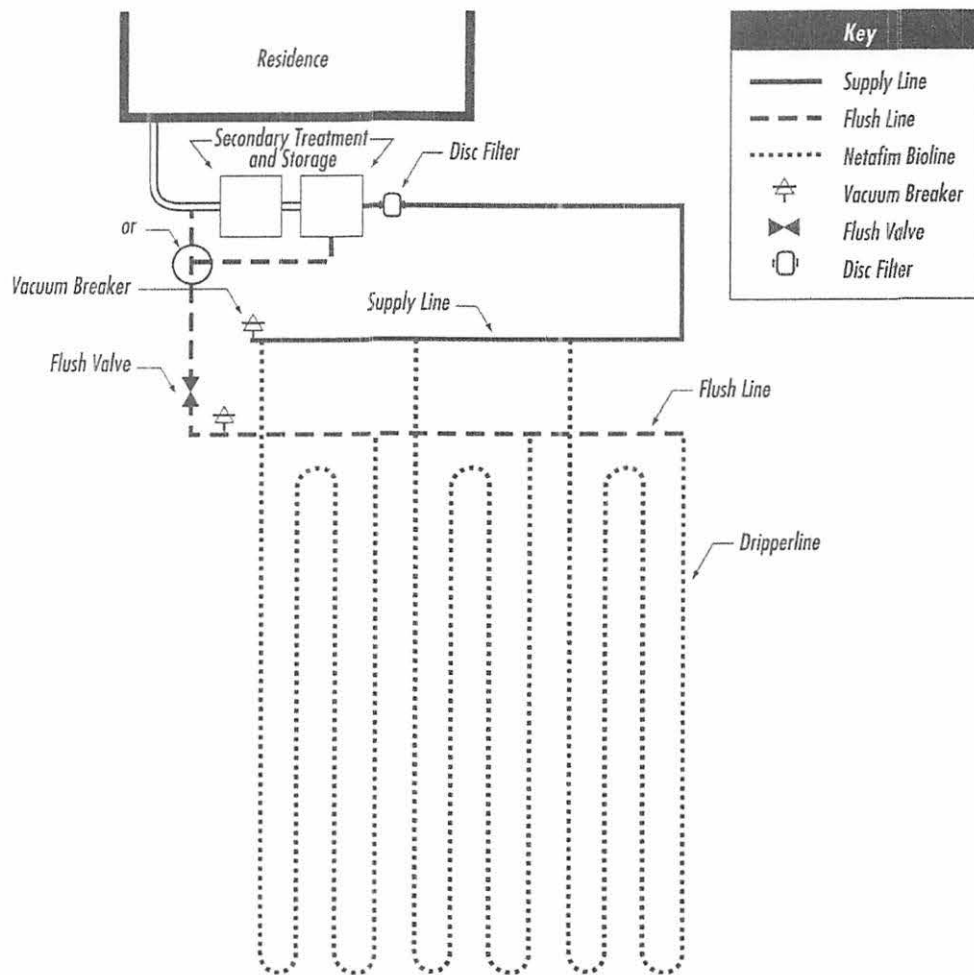 Residence
Key
Supply Line
Flush Line
Netafim Bioline
Vacuum Breaker
Flush Valve
Disc Filter
Secondary Treatment
and Storage
Disc Filter
or
Vacuum Breaker
Supply Line
Flush Valve
Flush Line
Dripperline